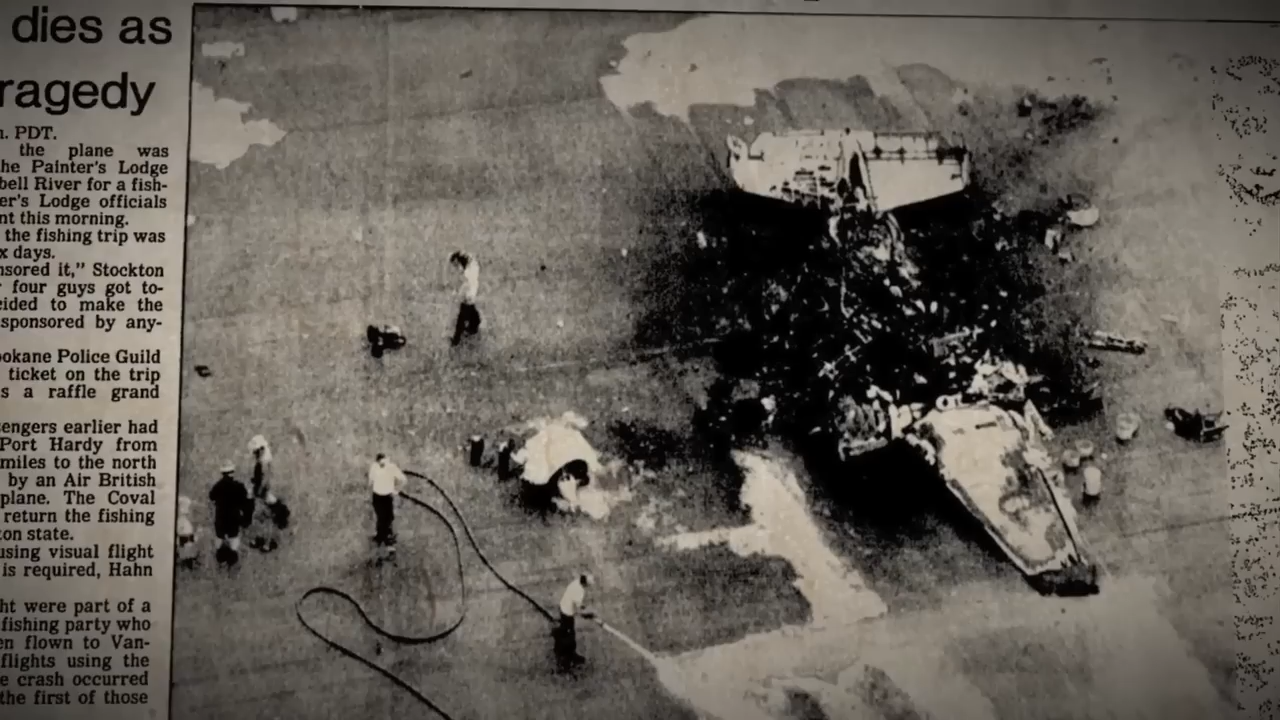 dies as
ragedy
. PDT.
the plane was
he Painter's Lodge
bell River for a fish-
er's Lodge officials
nt this morning.
the fishing trip was
x days.
nsored it," Stockton
four guys got to-
cided to make the
sponsored by any-
pokane Police Guild
ticket on the trip
s a raffle grand
engers earlier had
Port Hardy from
miles to the north
by an Air British
plane. The Coval
return the fishing
ton state.
using visual flight
is required, Hahn
ht were part of a
fishing party who
en flown to Van-
flights using the
e crash occurred
the first of those